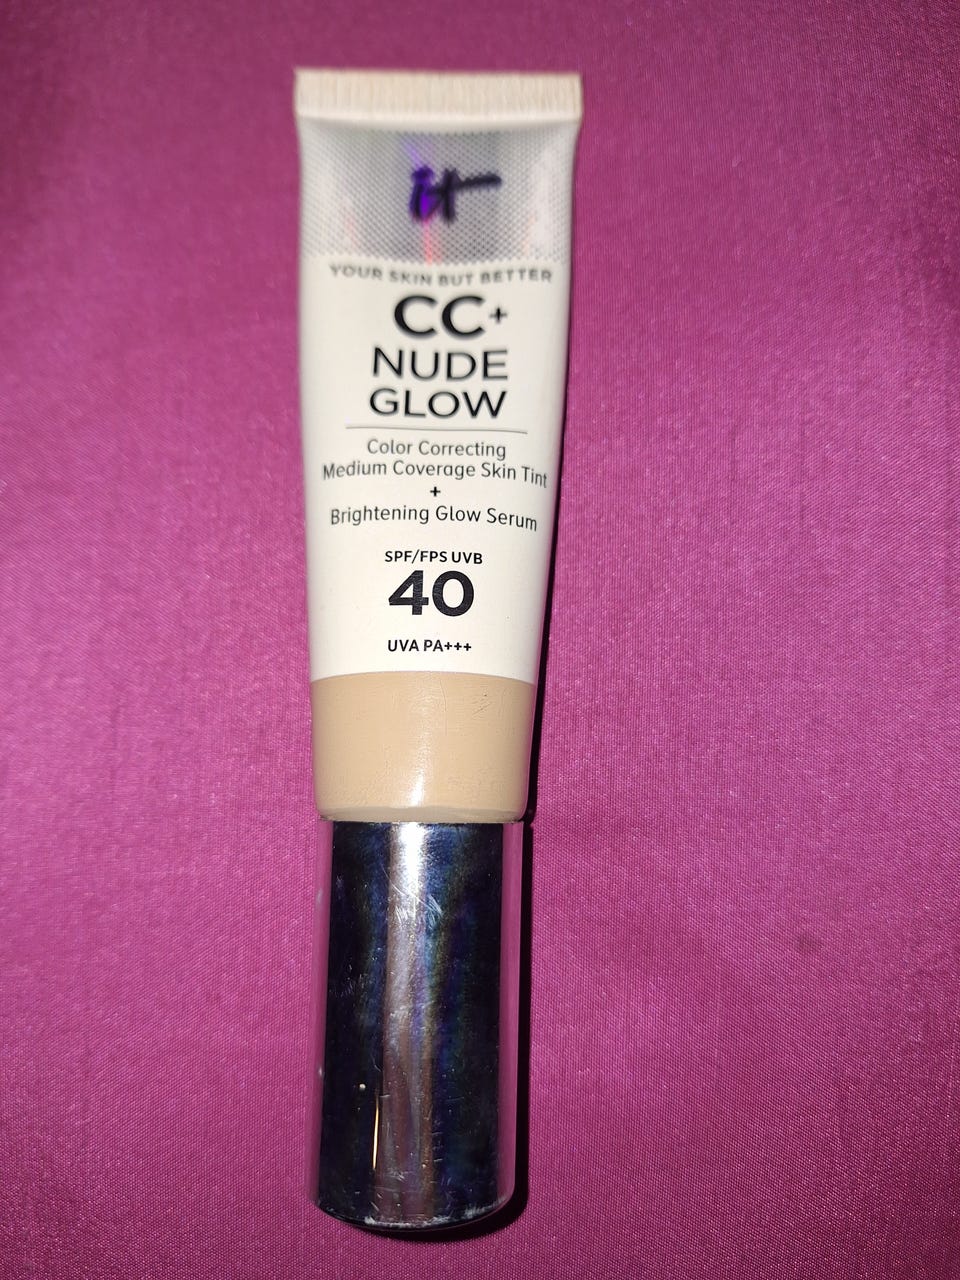 it
YOUR SKIN BUT BETTER
CC+
NUDE
GLOW
Color Correcting
Medium Coverage Skin Tint
+
Brightening Glow Serum
SPF/FPS UVB
40
UVA PA+++